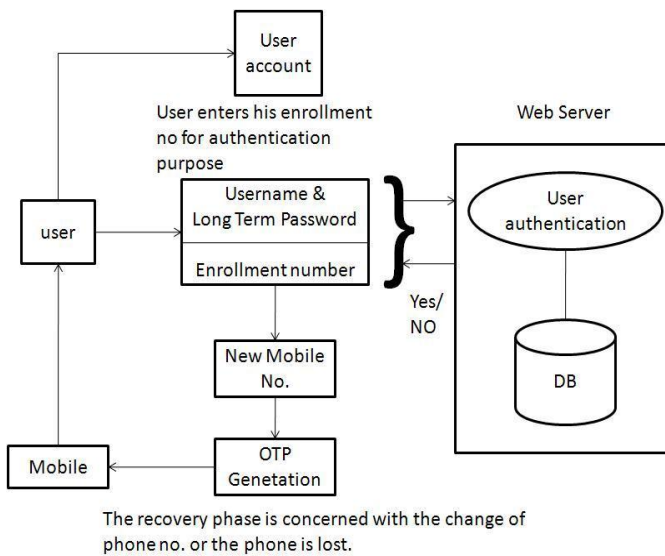 User
account
User enters his enrollment
no for authentication
purpose
Web Server
Username &
Long Term Password
User
authentication
user
Enrollment number
Yes/
NO
New Mobile
No.
DB
OTP
Genetation
Mobile
The recovery phase is concerned with the change of
phone no. or the phone is lost.